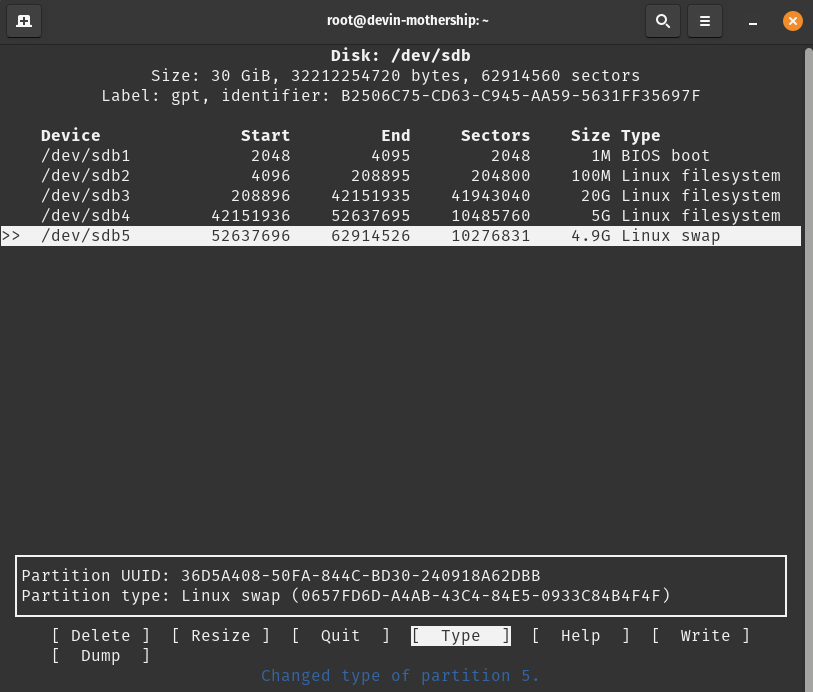 root@devin-mothership: ~
Disk: /dev/sdb
Size: 30 GiB, 32212254720 bytes, 62914560 sectors
Label: gpt, identifier: B2506C75-CD63-C945-AA59-5631FF35697F
Device Start End Sectors Size Type
/dev/sdb1 2048 4095 2048 1M BIOS boot
/dev/sdb2 4096 208895 204800 100M Linux filesystem
/dev/sdb3 208896 42151935 41943040 20G Linux filesystem
/dev/sdb4 42151936 52637695 10485760 5G Linux filesystem
>> /dev/sdb5 52637696 62914526 10276831 4.9G Linux swap
Partition UUID: 36D5A408-50FA-844C-BD30-240918A62DBB
Partition type: Linux swap (0657FD6D-A4AB-43C4-84E5-0933C84B4F4F)
[ Delete ] [ Resize ] [ Quit ] [ Type ] [ Help ] [ Write ]
[ Dump ]
Changed type of partition 5.